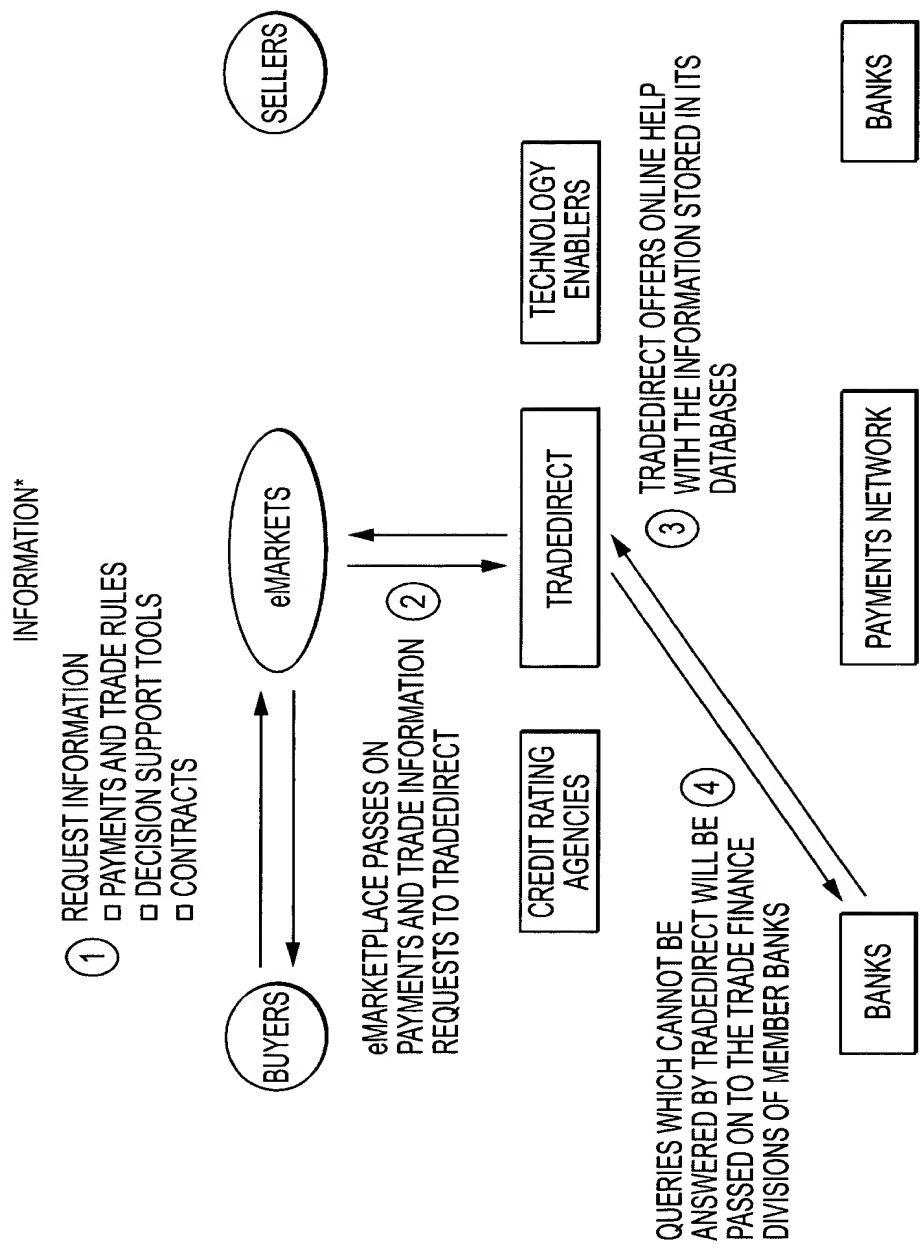 INFORMATION*
1 REQUEST INFORMATION
□ PAYMENTS AND TRADE RULES
□ DECISION SUPPORT TOOLS
□ CONTRACTS
BUYERS
eMARKETS
SELLERS
eMARKETPLACE PASSES ON
PAYMENTS AND TRADE INFORMATION
REQUESTS TO TRADEDIRECT
2
CREDIT RATING
AGENCIES
TRADEDIRECT
TECHNOLOGY
ENABLERS
3
TRADEDIRECT OFFERS ONLINE HELP
WITH THE INFORMATION STORED IN ITS
DATABASES
QUERIES WHICH CANNOT BE
ANSWERED BY TRADEDIRECT WILL BE
PASSED ON TO THE TRADE FINANCE
DIVISIONS OF MEMBER BANKS
4
BANKS
PAYMENTS NETWORK
BANKS